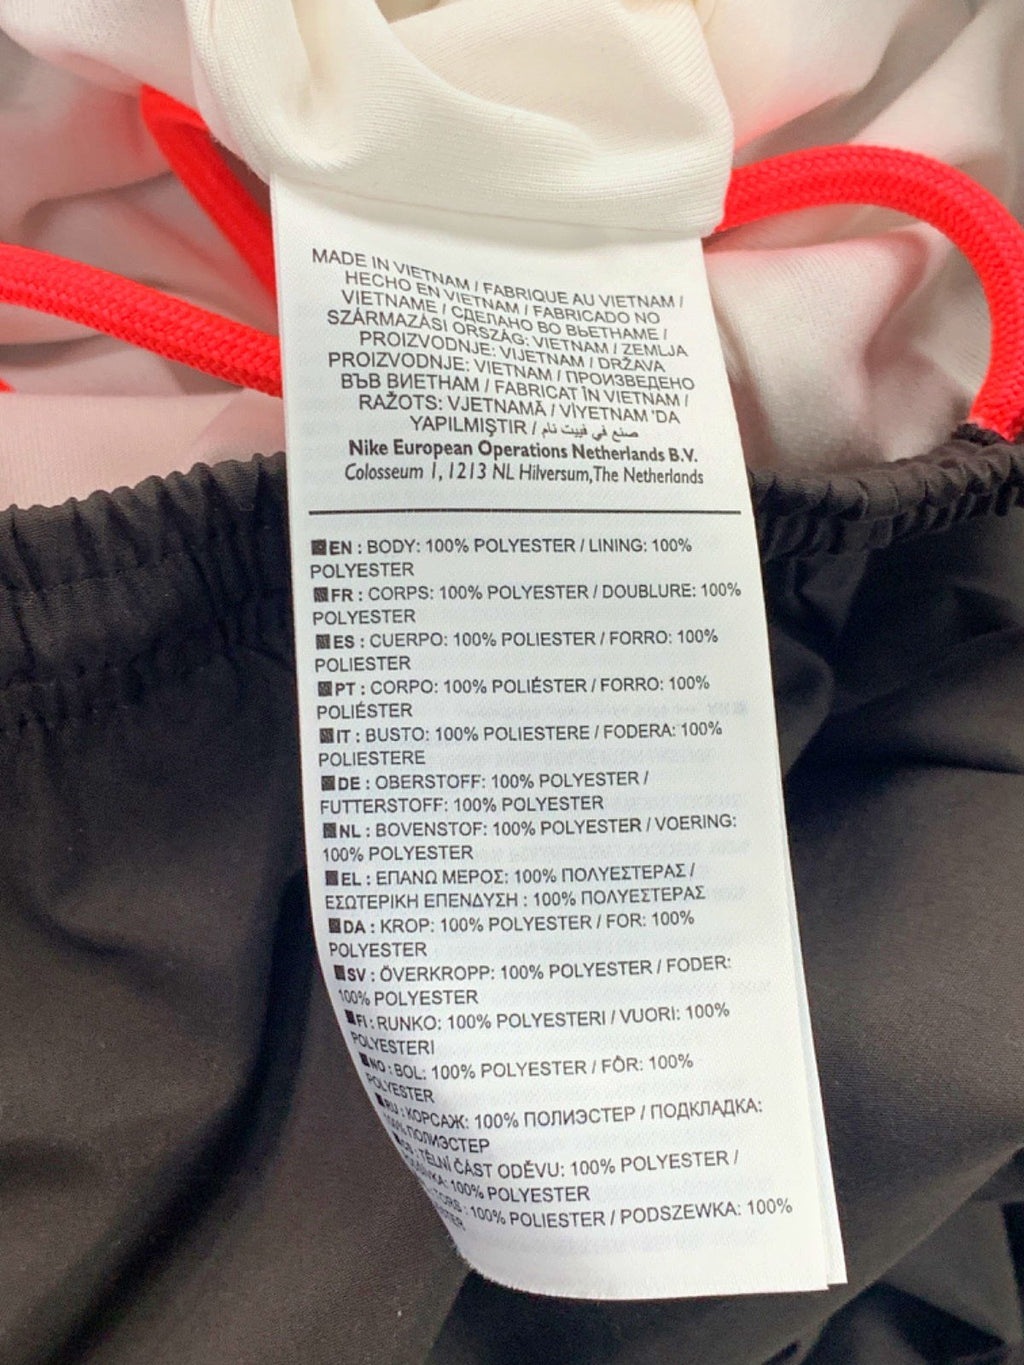 MADE IN VIETNAM / FABRIQUE AU VIETNAM /
HECHO EN VIETNAM / FABRICADO NO
VIETNAME / СДЕЛАНО ВО ВЬЕТНАМЕ /
SZÁRMAZÁSI ORSZÁG: VIETNAM / ZEMLJA
PROIZVODNJE: VIJETNAM / DRŽAVA
PROIZVODNJE: VIETNAM / ПРОИЗВЕДЕНО
ВЪВ ВИЕТНАМ / FABRICAT ÎN VIETNAM /
RAŽOTS: VJETNAMĀ / VİYETNAM 'DA
YAPILMIŞTIR / صنع في فييت نام
Nike European Operations Netherlands B.V.
Colosseum 1, 1213 NL Hilversum, The Netherlands
EN : BODY: 100% POLYESTER / LINING: 100%
POLYESTER
FR : CORPS: 100% POLYESTER / DOUBLURE: 100%
POLYESTER
ES : CUERPO: 100% POLIESTER / FORRO: 100%
POLIESTER
PT : CORPO: 100% POLIÉSTER / FORRO: 100%
POLIÉSTER
IT : BUSTO: 100% POLIESTERE / FODERA: 100%
POLIESTERE
DE : OBERSTOFF: 100% POLYESTER /
FUTTERSTOFF: 100% POLYESTER
NL : BOVENSTOF: 100% POLYESTER / VOERING:
100% POLYESTER
EL : ΕΠΑΝΩ ΜΕΡΟΣ: 100% ΠΟΛΥΕΣΤΕΡΑΣ /
ΕΣΩΤΕΡΙΚΗ ΕΠΕΝΔΥΣΗ : 100% ΠΟΛΥΕΣΤΕΡΑΣ
DA : KROP: 100% POLYESTER / FOR: 100%
POLYESTER
SV : ÖVERKROPP: 100% POLYESTER / FODER:
100% POLYESTER
FI : RUNKO: 100% POLYESTERI / VUORI: 100%
POLYESTERI
NO : BOL: 100% POLYESTER / FÔR: 100%
POLYESTER
RU : КОРСАЖ: 100% ПОЛИЭСТЕР / ПОДКЛАДКА:
100% ПОЛИЭСТЕР
TĚLNÍ ČÁST ODĚVU: 100% POLYESTER /
100% POLYESTER
TORS : 100% POLIESTER / PODSZEWKA: 100%